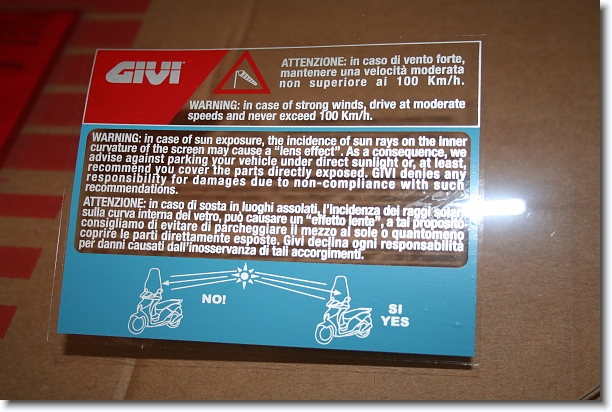 GIVI
ATTENZIONE: in caso di vento forte,
mantenere una velocità moderata
non superiore ai 100 Km/h.
WARNING: in case of strong winds, drive at moderate
speeds and never exceed 100 Km/h.
WARNING: in case of sun exposure, the incidence of sun rays on the inner
curvature of the screen may cause a "lens effect". As a consequence, we
advise against parking your vehicle under direct sunlight or, at least,
recommend you cover the parts directly exposed. GIVI denies any
responsibility for damages due to non-compliance with such
recommendations.
ATTENZIONE: in caso di sosta in luoghi assolati, l'incidenza dei raggi solari
sulla curva interna del vetro, può causare un "effetto lente", a tal proposito
consigliamo di evitare di parcheggiare il mezzo al sole o quantomeno
coprire le parti direttamente esposte. Givi declina ogni responsabilità
per danni causati dall'inosservanza di tali accorgimenti.
NO!
SI
YES